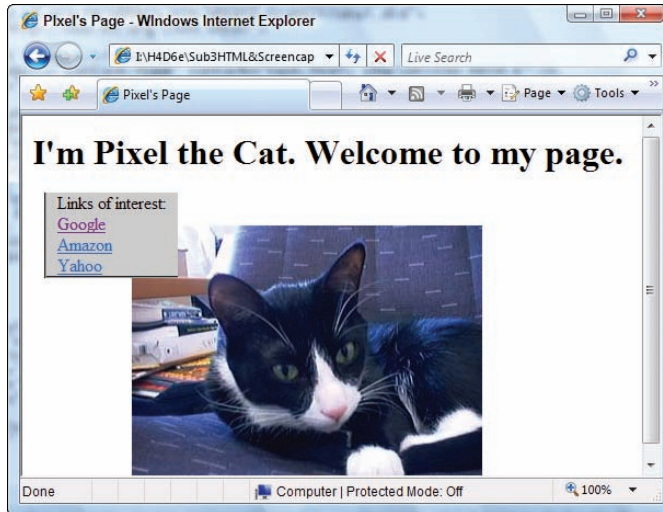 PIxel's Page - WIndows Internet Explorer
I:\H4D6e\Sub3HTML&Screencap
Live Search
Pixel's Page
Page
Tools
I'm Pixel the Cat. Welcome to my page.
Links of interest:
Google
Amazon
Yahoo
Done
Computer | Protected Mode: Off
100%